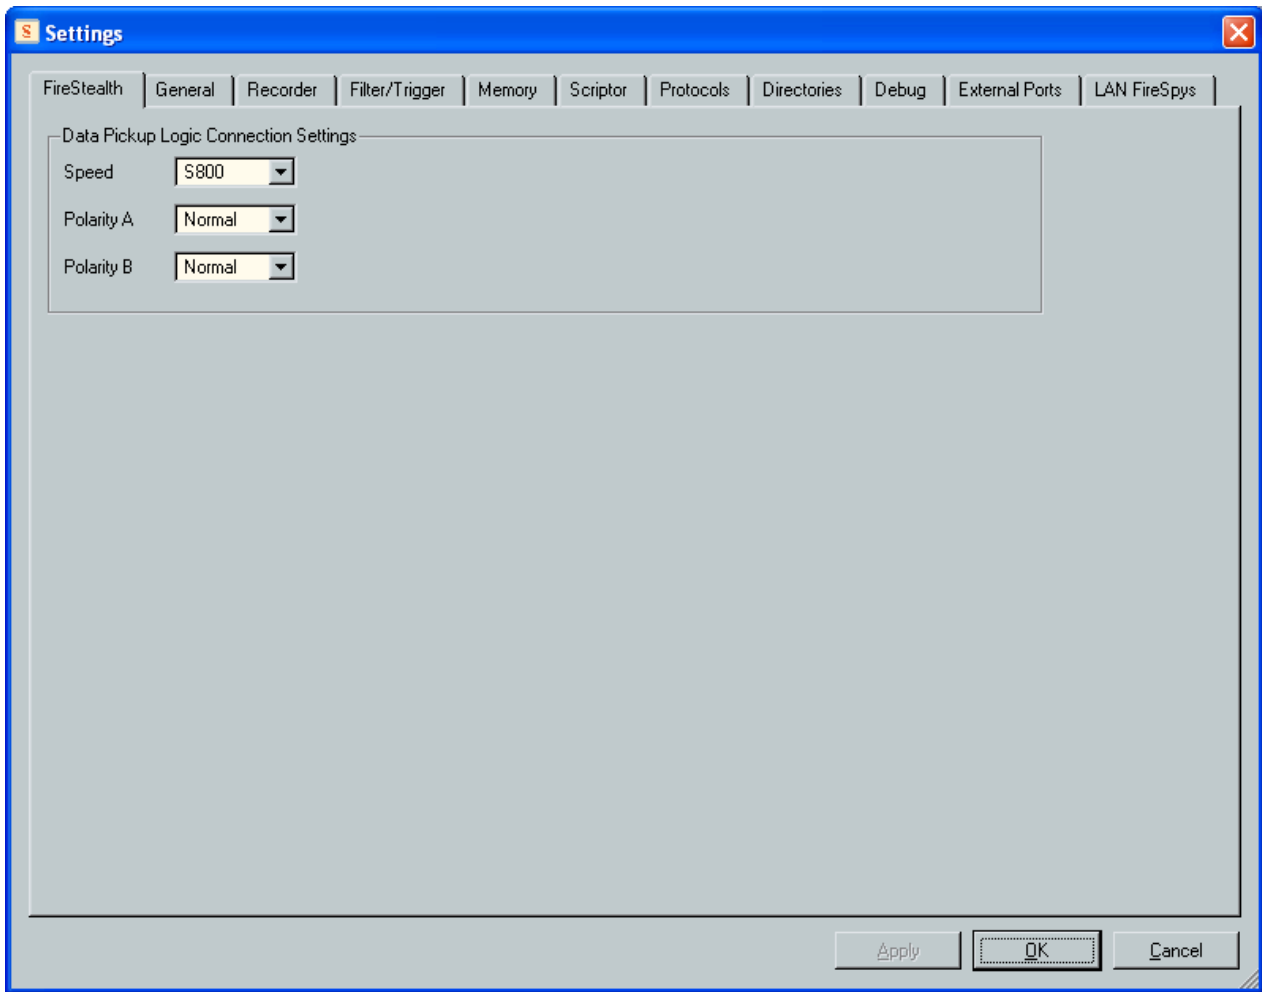 S Settings
FireStealth General Recorder Filter/Trigger Memory Scriptor Protocols Directories Debug External Ports LAN FireSpys
Data Pickup Logic Connection Settings
Speed S800
Polarity A Normal
Polarity B Normal
Apply OK Cancel